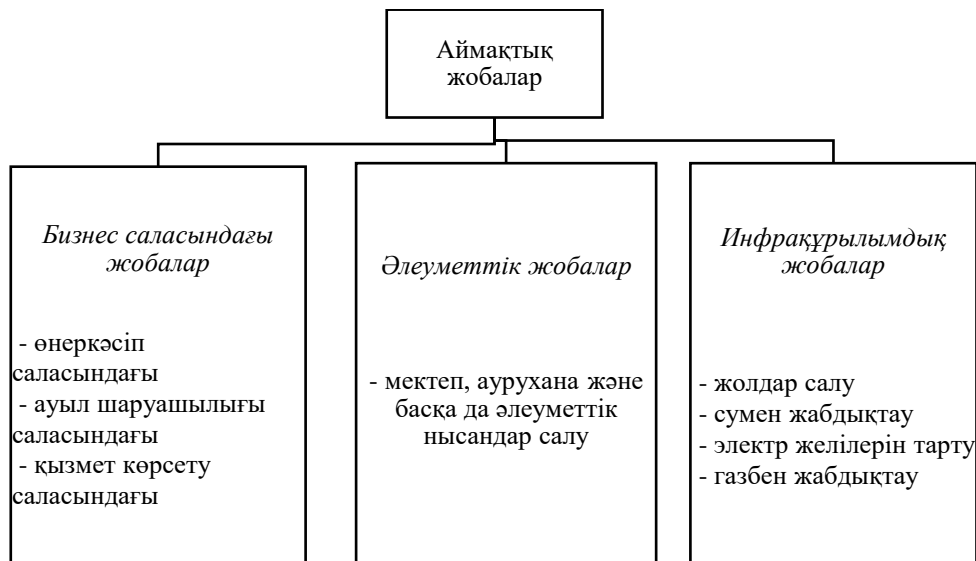 Аймақтық
жобалар
Бизнес саласындағы
жобалар
- өнеркәсіп
саласындағы
- ауыл шаруашылығы
саласындағы
- қызмет көрсету
саласындағы
Әлеуметтік жобалар
- мектеп, аурухана және
басқа да әлеуметтік
нысандар салу
Инфрақұрылымдық
жобалар
- жолдар салу
- сумен жабдықтау
- электр желілерін тарту
- газбен жабдықтау